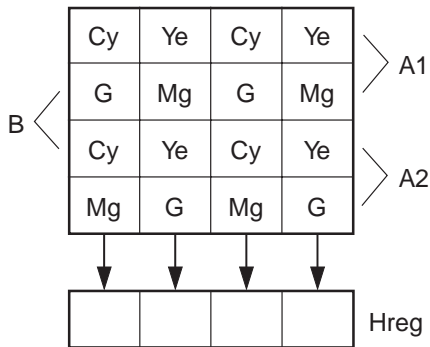 Cy Ye Cy Ye
A1
G Mg G Mg
B
Cy Ye Cy Ye
A2
Mg G Mg G
Hreg